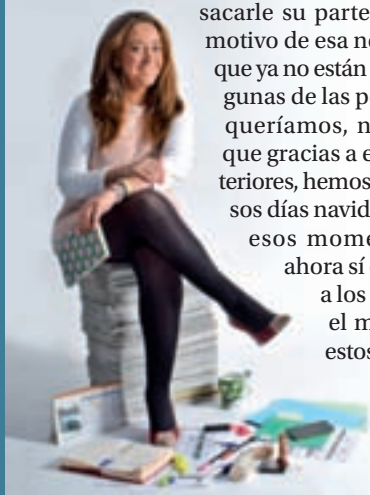 sacarle su parte
motivo de esa no
que ya no están
gunas de las pe
queríamos, n
que gracias a e
teriores, hemos
sos días navid
esos mome
ahora sí
a los
el m
estos